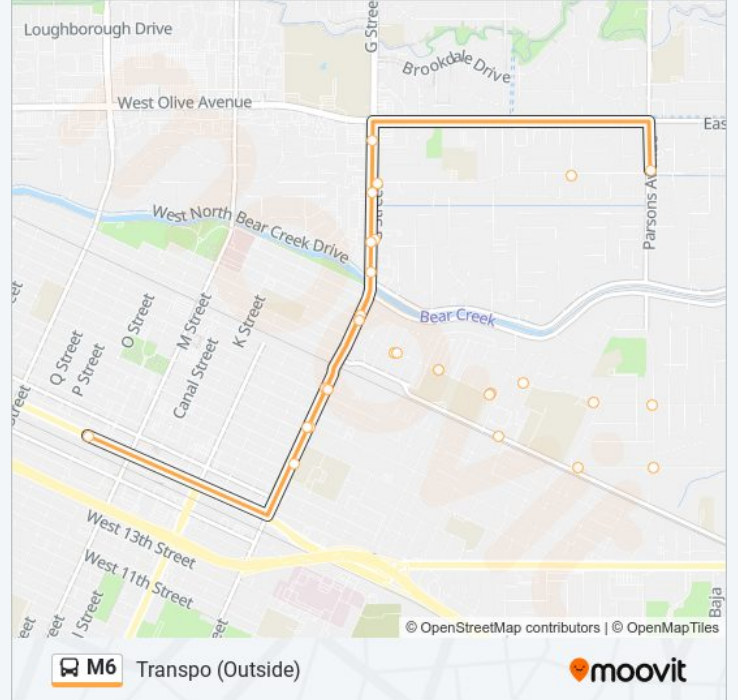 Loughborough Drive
G Stree
Brookdale Drive
West Olive Avenue
Eas
Parsons Av
West North Bear Creek Drive
Bear Creek
O Street
M Street
K Street
Q Street
P Street
Canal Street
West 13th Street
West 11th Street
l Street
Baja
© OpenStreetMap contributors | © OpenMapTiles
M6 Transpo (Outside)
moovit